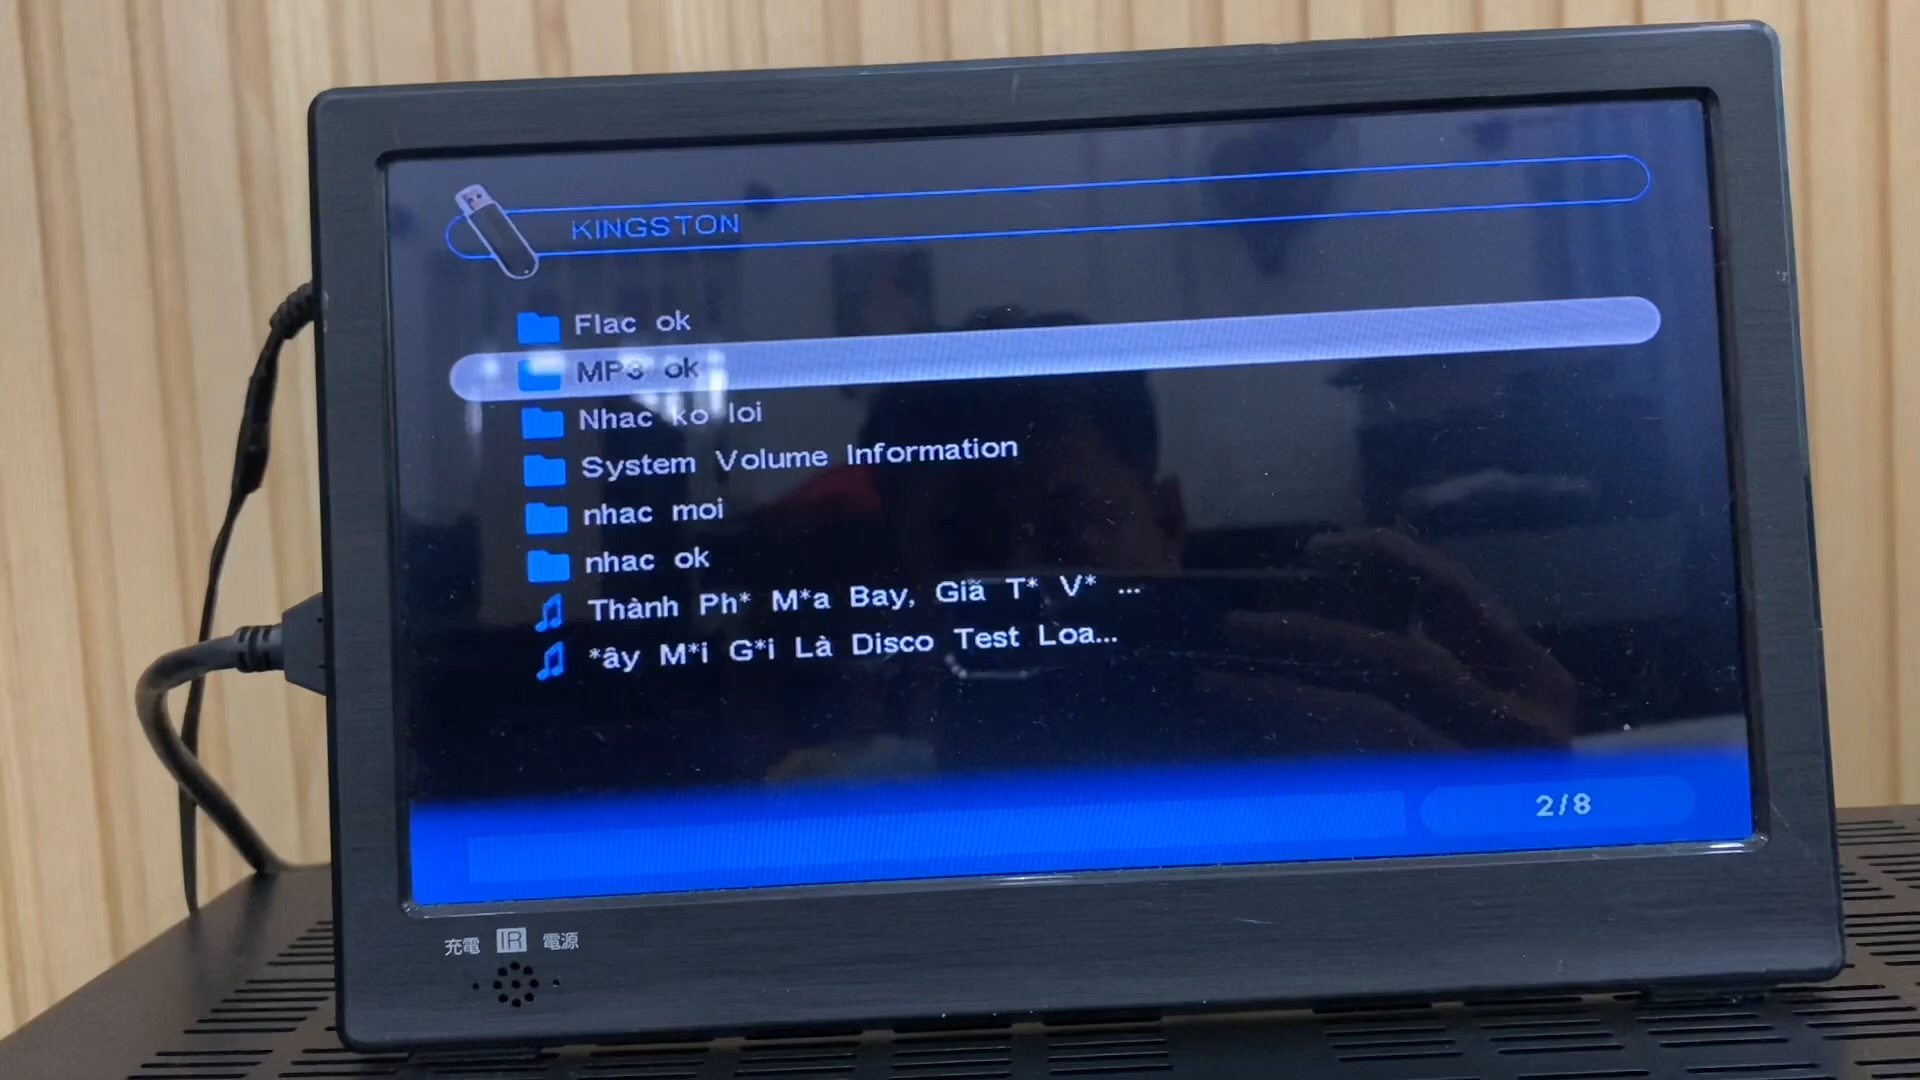 KINGSTON
Flac ok
MP3 ok
Nhac ko loi
System Volume Information
nhac moi
nhac ok
Thành Ph* M*a Bay, Giã T* V* ...
*ây M*i G*i Là Disco Test Loa...
2/8
充電 IR 電源